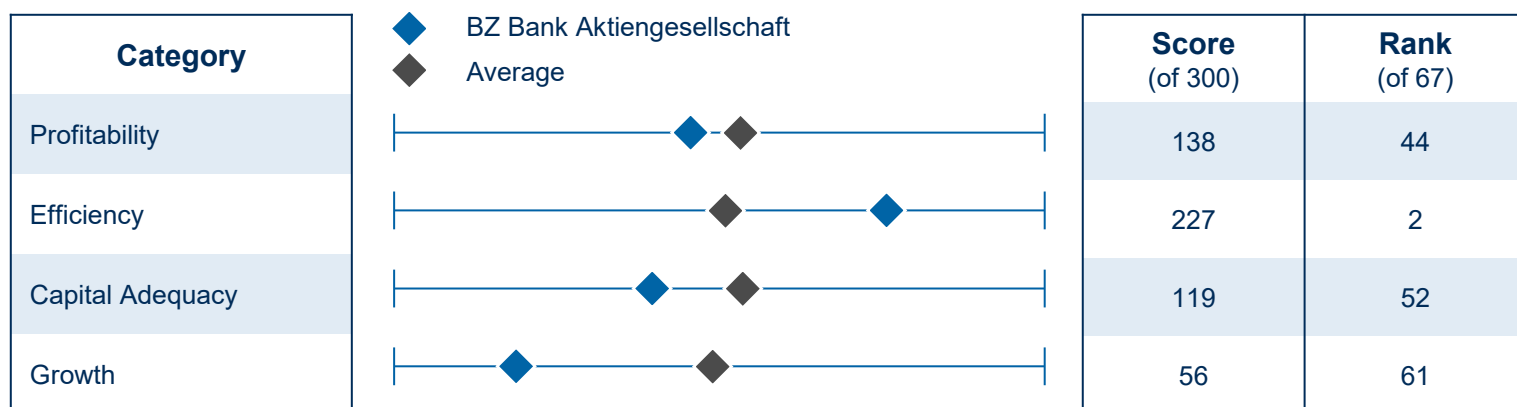 Category
BZ Bank Aktiengesellschaft
Average
Score
(of 300)
Rank
(of 67)
Profitability
138
44
Efficiency
227
2
Capital Adequacy
119
52
Growth
56
61